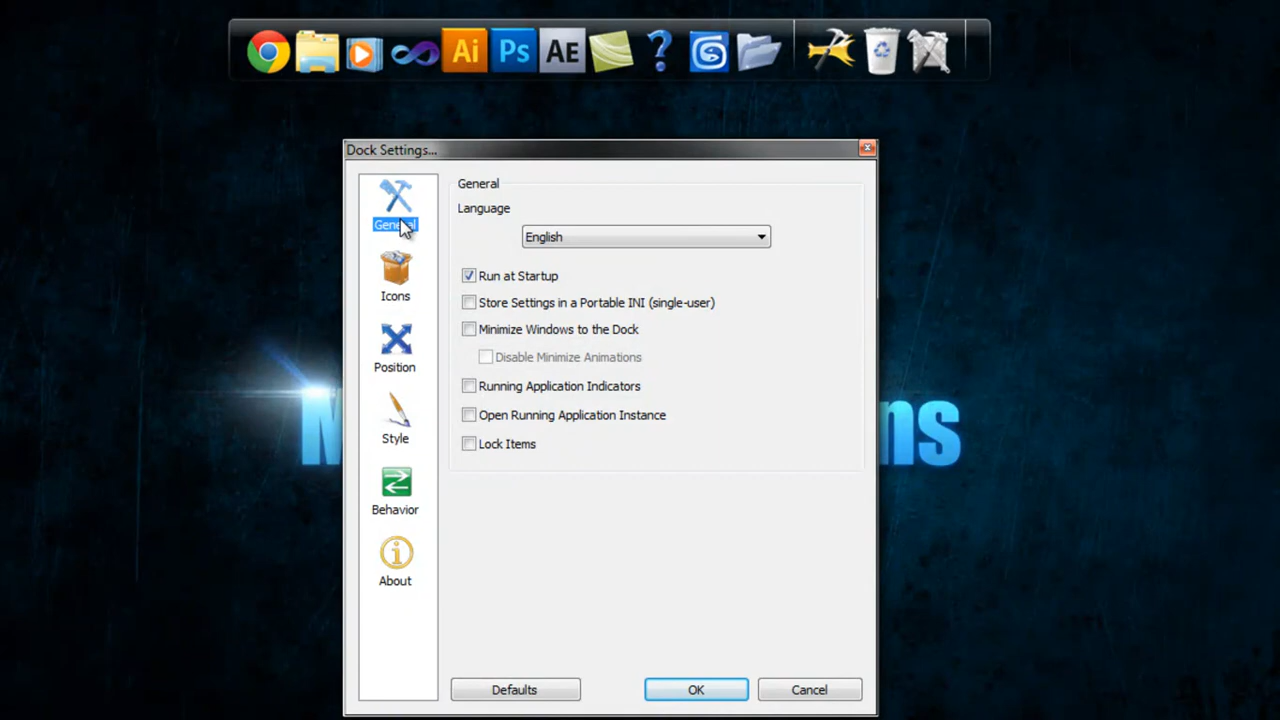 Ai
Ps
AE
?
Dock Settings...
General
Icons
Position
Style
Behavior
About
General
Language
English
Run at Startup
Store Settings in a Portable INI (single-user)
Minimize Windows to the Dock
Disable Minimize Animations
Running Application Indicators
Open Running Application Instance
Lock Items
Defaults
OK
Cancel
M
ns